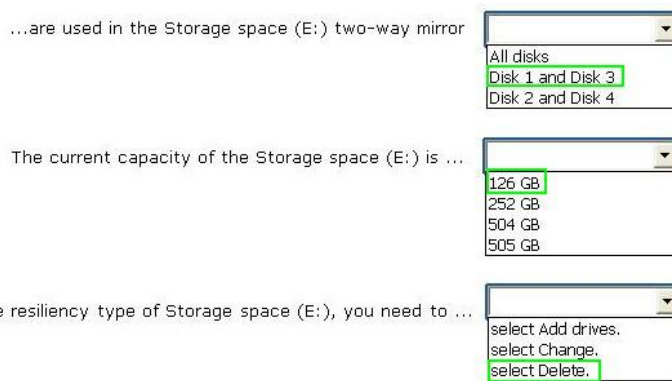 ...are used in the Storage space (E:) two-way mirror
All disks
Disk 1 and Disk 3
Disk 2 and Disk 4
The current capacity of the Storage space (E:) is ...
126 GB
252 GB
504 GB
505 GB
e resiliency type of Storage space (E:), you need to ...
select Add drives.
select Change.
select Delete.